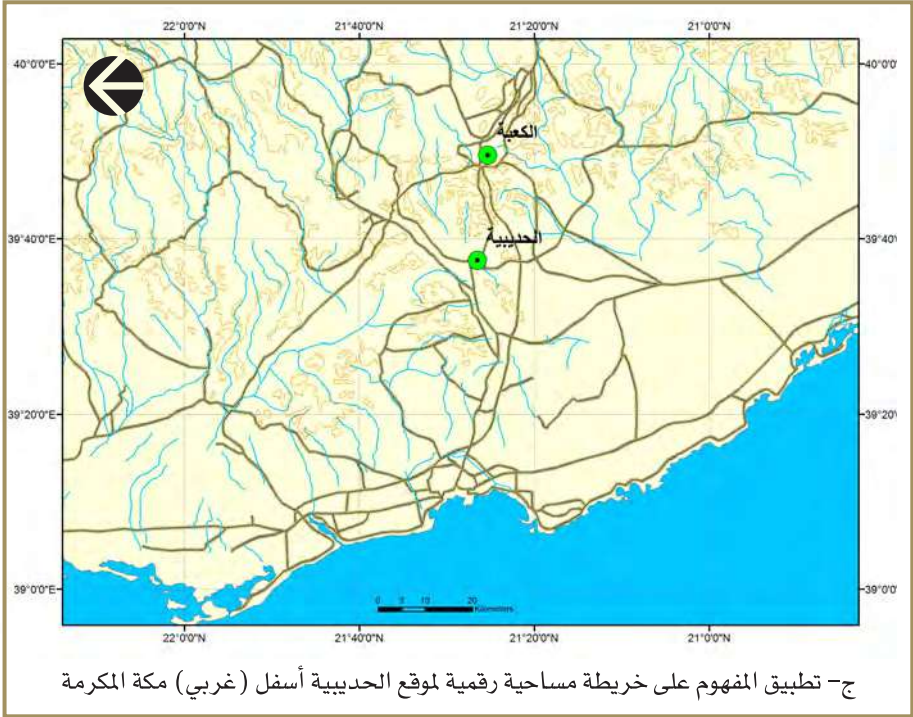 22°0'0"N 21°40'0"N 21°20'0"N 21°0'0"N
40°0'0"E 40°0'0
الكعبة
39°40'0"E 39°40'
الحديبية
39°20'0"E 39°20'
39°0'0"E 39°0'0
0 5 10 20
Kilometers
22°0'0"N 21°40'0"N 21°20'0"N 21°0'0"N
ج- تطبيق المفهوم على خريطة مساحية رقمية لموقع الحديبية أسفل (غربي) مكة المكرمة